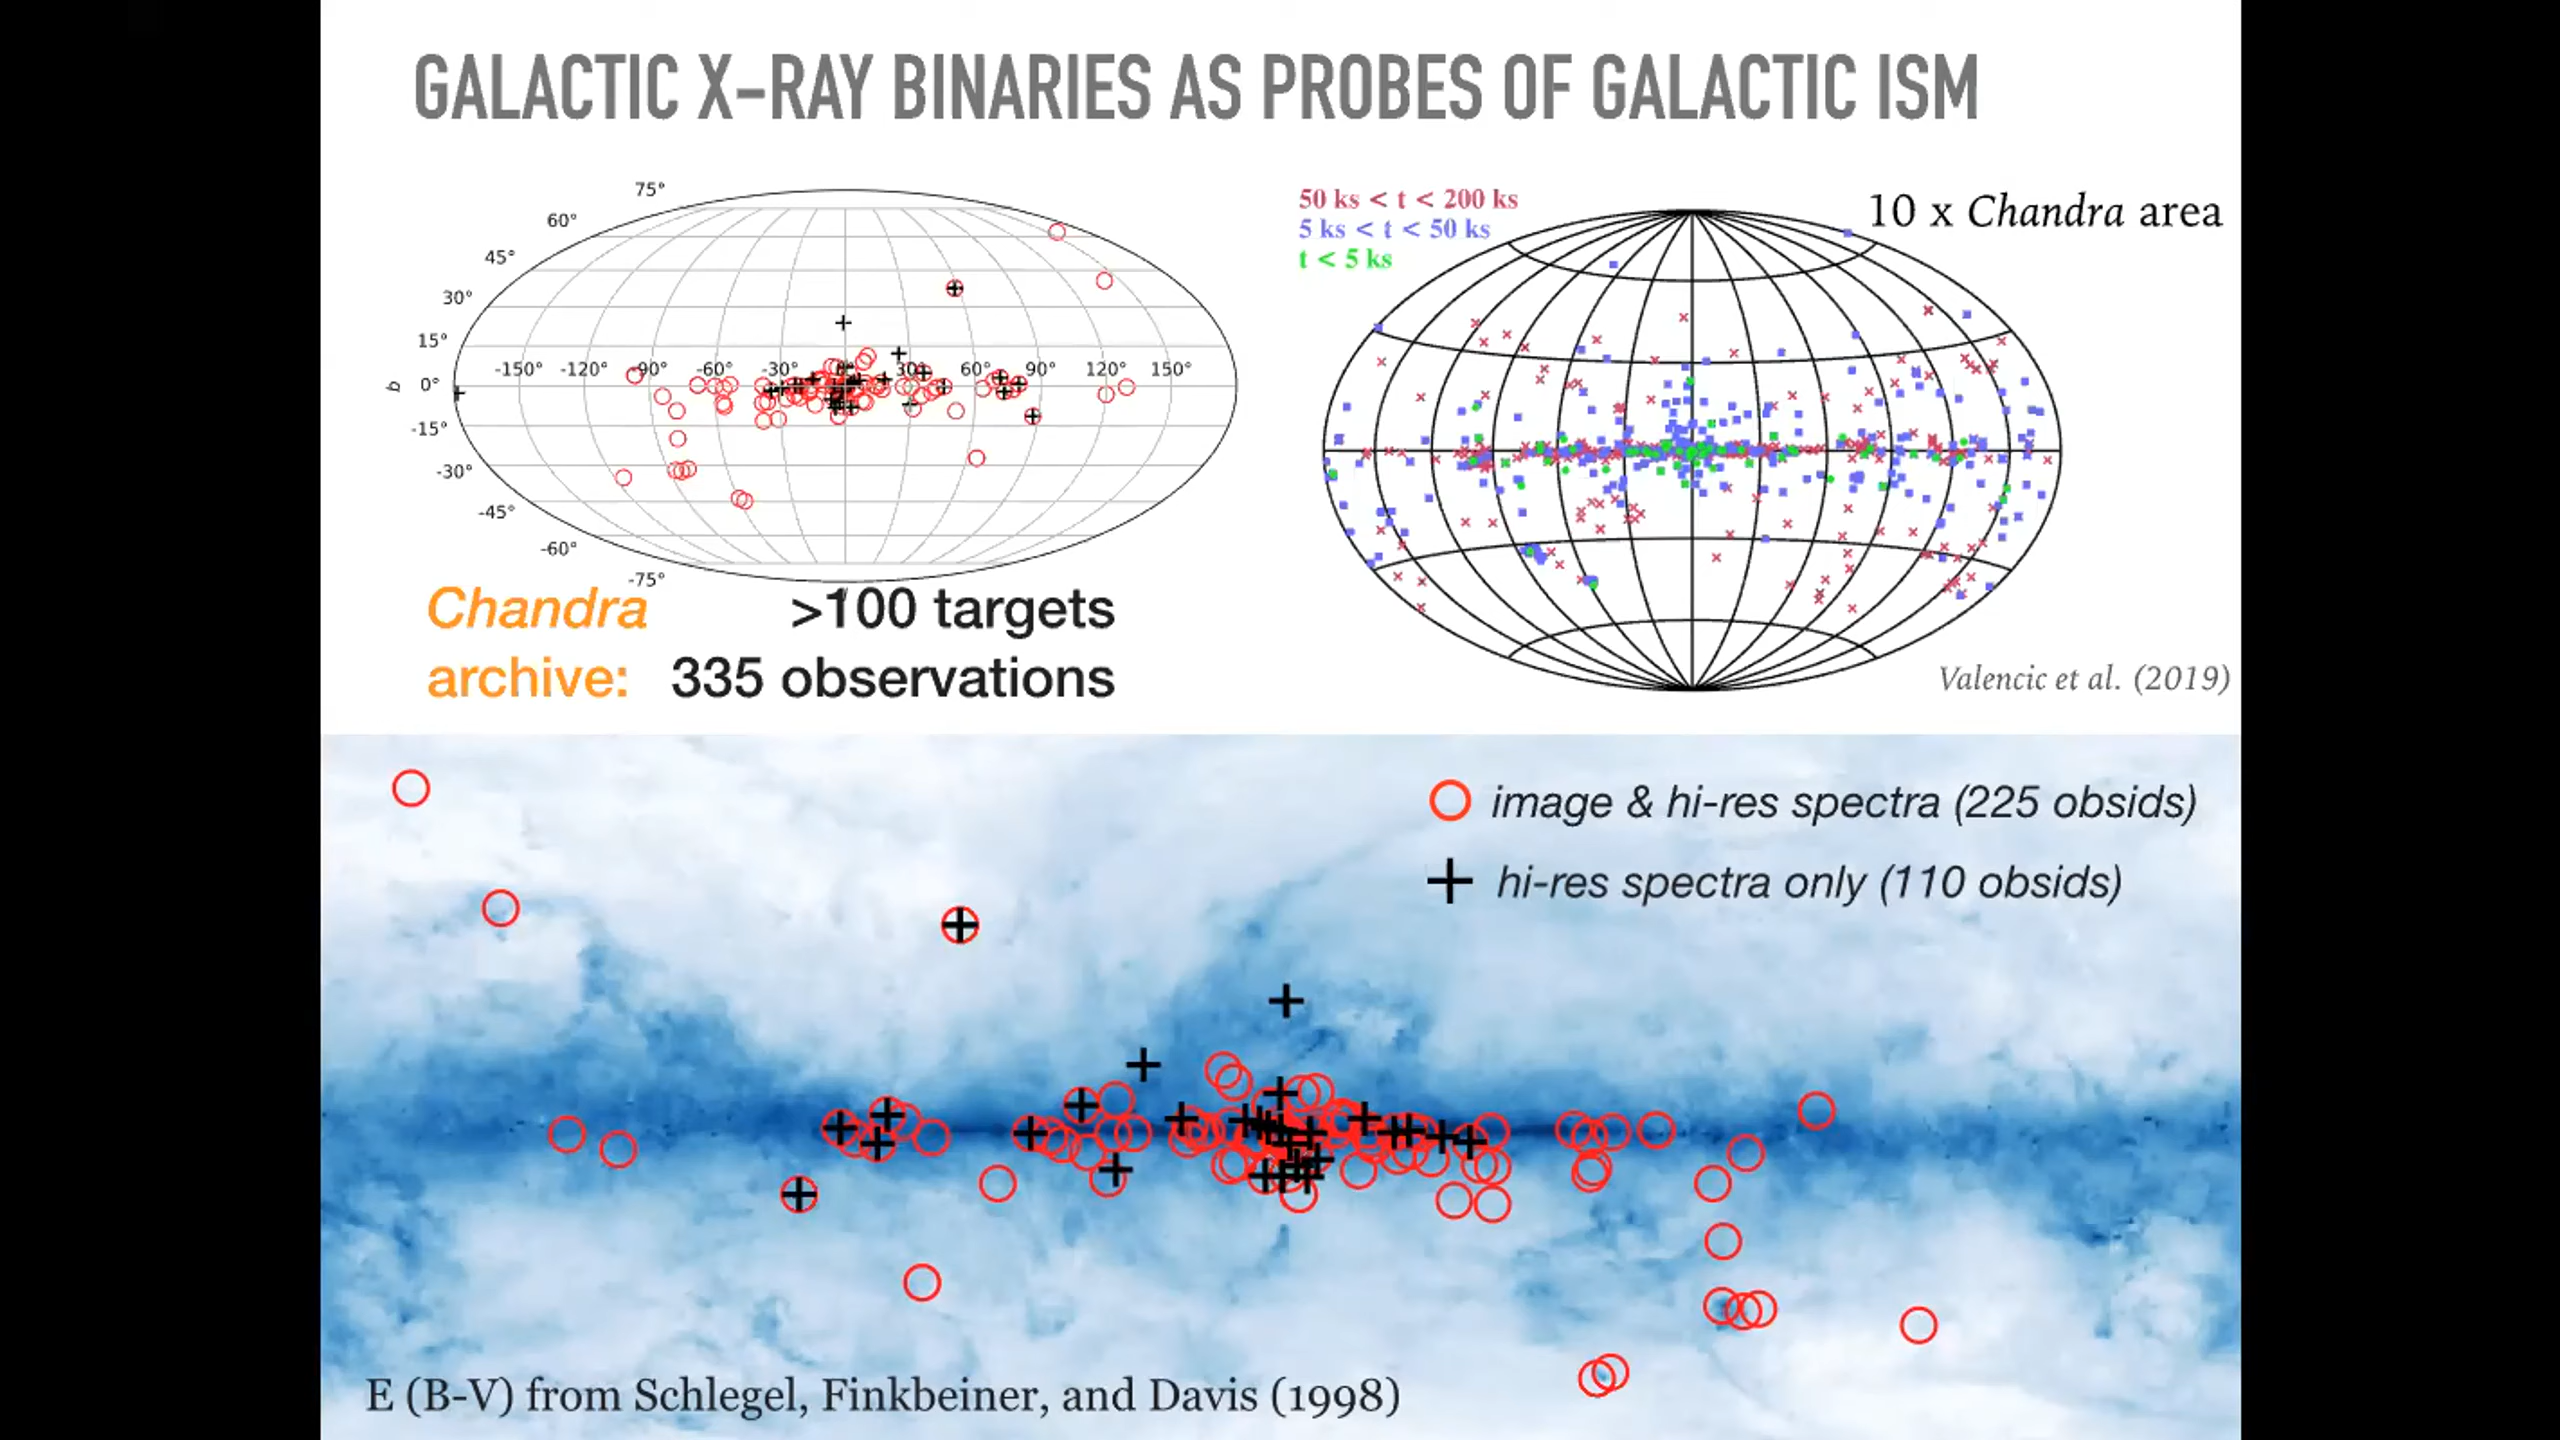 GALACTIC X-RAY BINARIES AS PROBES OF GALACTIC ISM
75°
60°
45°
30°
15°
0°
-15°
-30°
-45°
-60°
-75°
b
-150° -120° -90° -60° -30° 0° 30° 60° 90° 120° 150°
Chandra >100 targets
archive: 335 observations
50 ks < t < 200 ks
5 ks < t < 50 ks
t < 5 ks
10 x Chandra area
Valencic et al. (2019)
image & hi-res spectra (225 obsids)
hi-res spectra only (110 obsids)
E (B-V) from Schlegel, Finkbeiner, and Davis (1998)